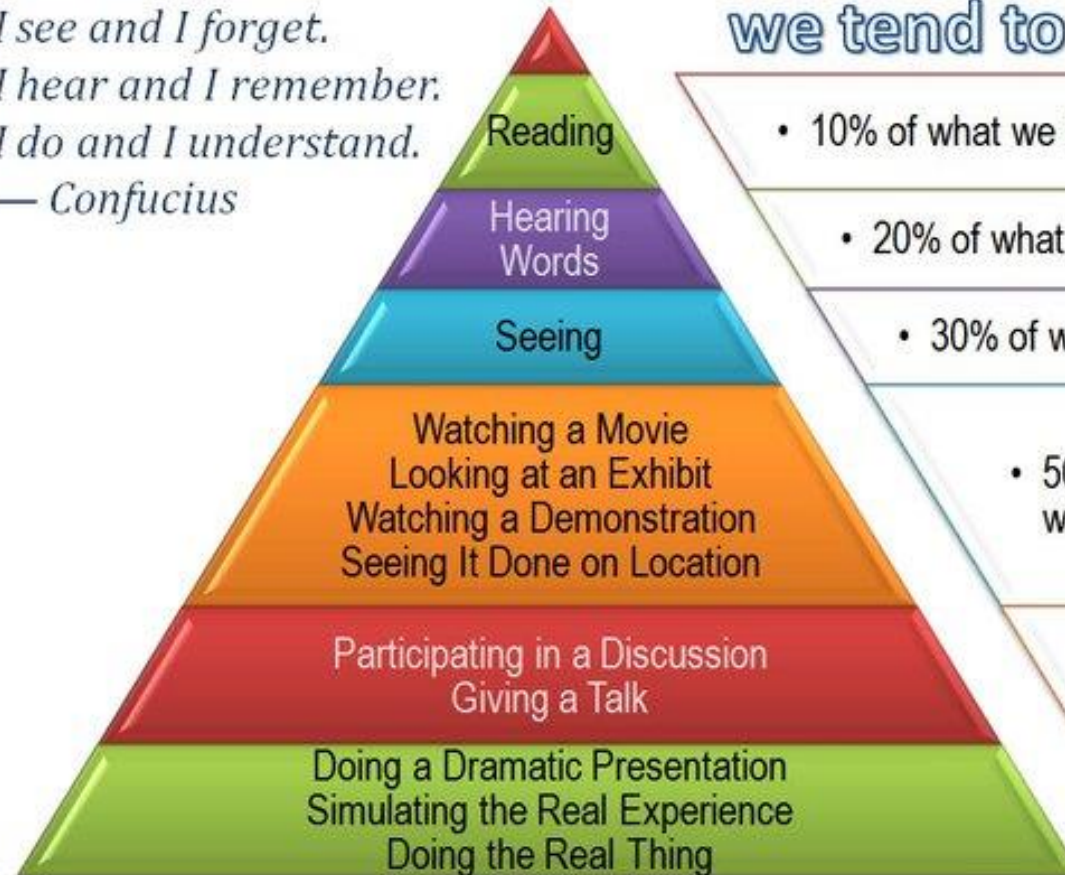 I see and I forget.
I hear and I remember.
I do and I understand.
— Confucius
we tend to
Reading
Hearing
Words
Seeing
Watching a Movie
Looking at an Exhibit
Watching a Demonstration
Seeing It Done on Location
Participating in a Discussion
Giving a Talk
Doing a Dramatic Presentation
Simulating the Real Experience
Doing the Real Thing
• 10% of what we
• 20% of what
• 30% of